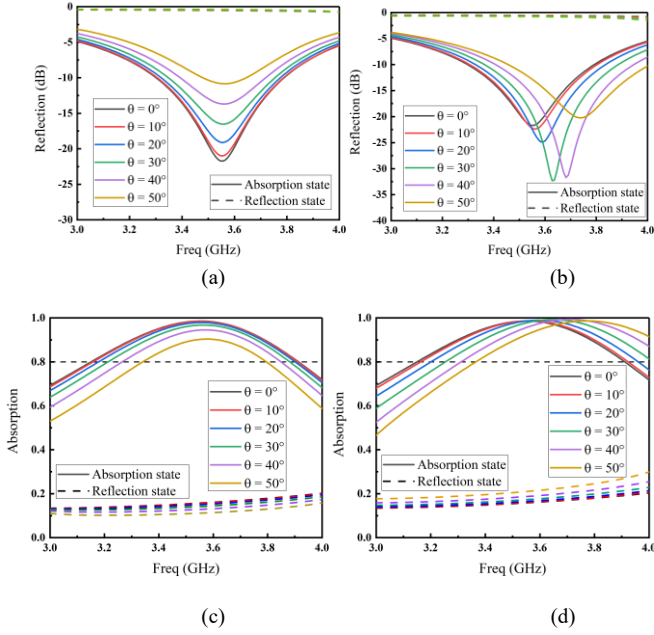 0
-5
-10
-15
-20
-25
-30
Reflection (dB)
θ = 0°
θ = 10°
θ = 20°
θ = 30°
θ = 40°
θ = 50°
Absorption state
Reflection state
3.0 3.2 3.4 3.6 3.8 4.0
Freq (GHz)
(a)
0
-5
-10
-15
-20
-25
-30
-35
-40
Reflection (dB)
θ = 0°
θ = 10°
θ = 20°
θ = 30°
θ = 40°
θ = 50°
Absorption state
Reflection state
3.0 3.2 3.4 3.6 3.8 4.0
Freq (GHz)
(b)
1.0
0.8
0.6
0.4
0.2
0.0
Absorption
θ = 0°
θ = 10°
θ = 20°
θ = 30°
θ = 40°
θ = 50°
Absorption state
Reflection state
3.0 3.2 3.4 3.6 3.8 4.0
Freq (GHz)
(c)
1.0
0.8
0.6
0.4
0.2
0.0
Absorption
θ = 0°
θ = 10°
θ = 20°
θ = 30°
θ = 40°
θ = 50°
Absorption state
Reflection state
3.0 3.2 3.4 3.6 3.8 4.0
Freq (GHz)
(d)